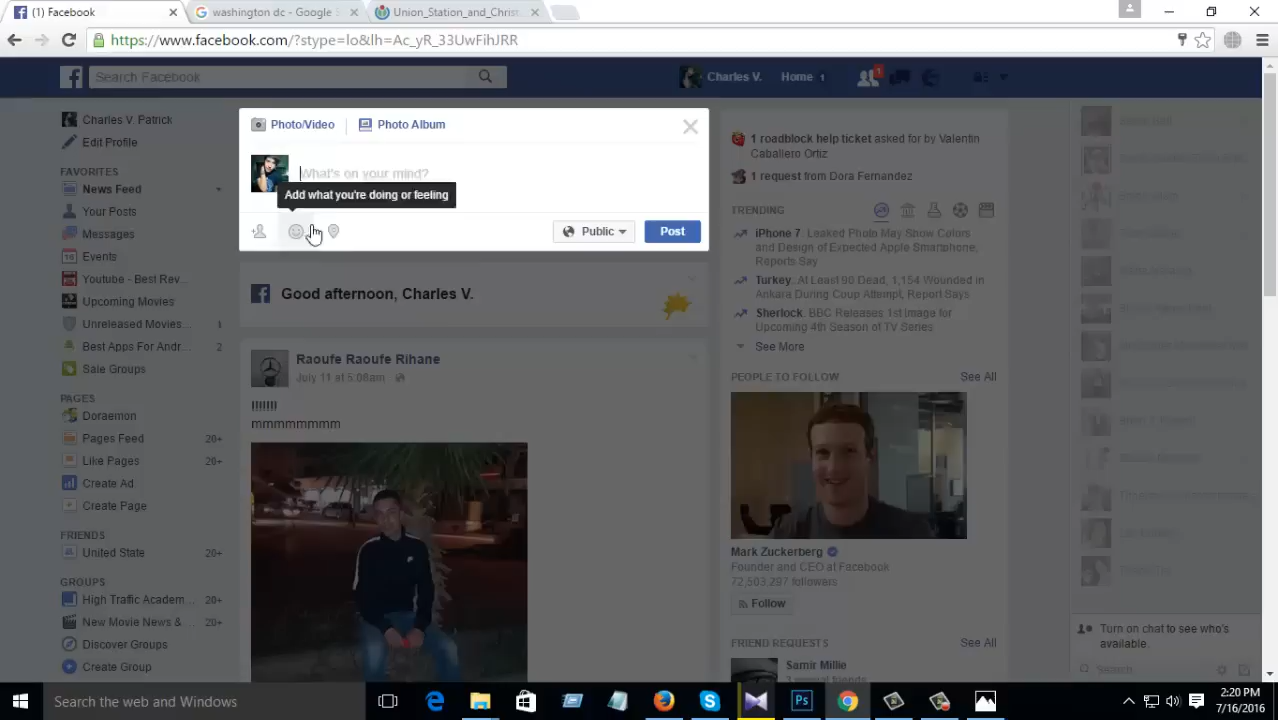 (1) Facebook
washington dc - Google S
Union_Station_and_Christ
https://www.facebook.com/?stype=lo&lh=Ac_yR_33UwFihJRR
Search Facebook
Charles V.
Home 1
1
Charles V. Patrick
Edit Profile
FAVORITES
News Feed
Your Posts
Messages
Events
Youtube - Best Rev...
Upcoming Movies
Unreleased Movies... 1
Best Apps For Andr... 2
Sale Groups
PAGES
Doraemon
Pages Feed 20+
Like Pages 20+
Create Ad
Create Page
FRIENDS
United State 20+
GROUPS
High Traffic Academ... 20+
New Movie News & ... 20+
Discover Groups
Create Group
Photo/Video
Photo Album
What's on your mind?
Add what you're doing or feeling
Public
Post
Good afternoon, Charles V.
Raoufe Raoufe Rihane
July 11 at 5:08am
!!!!!!!
mmmmmmmm
1 roadblock help ticket asked for by Valentin
Caballero Ortiz
1 request from Dora Fernandez
TRENDING
iPhone 7: Leaked Photo May Show Colors
and Design of Expected Apple Smartphone,
Reports Say
Turkey: At Least 90 Dead, 1,154 Wounded in
Ankara During Coup Attempt, Report Says
Sherlock: BBC Releases 1st Image for
Upcoming 4th Season of TV Series
See More
PEOPLE TO FOLLOW
See All
Mark Zuckerberg
Founder and CEO at Facebook
72,503,297 followers
Follow
FRIEND REQUESTS
See All
Samir Millie
3 mutual friends
Turn on chat to see who's
available.
Search
Search the web and Windows
2:20 PM
7/16/2016